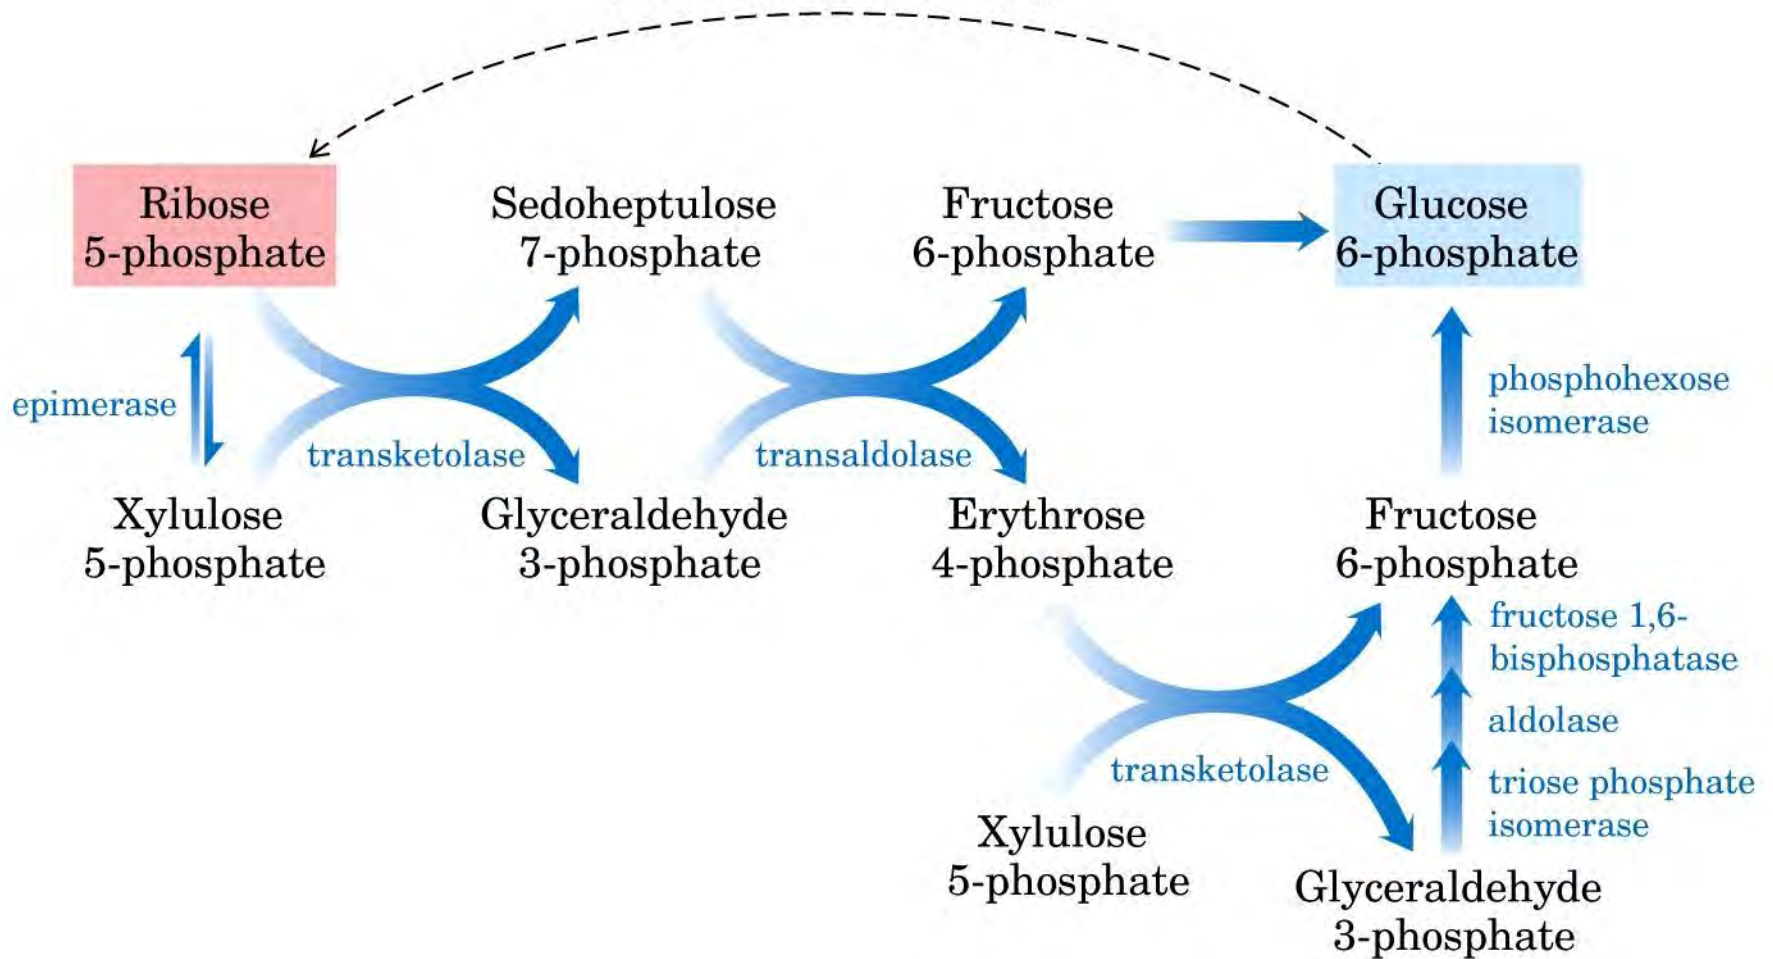 Ribose
5-phosphate
Sedoheptulose
7-phosphate
Fructose
6-phosphate
Glucose
6-phosphate
epimerase
transketolase
transaldolase
phosphohexose
isomerase
Xylulose
5-phosphate
Glyceraldehyde
3-phosphate
Erythrose
4-phosphate
Fructose
6-phosphate
fructose 1,6-
bisphosphatase
aldolase
transketolase
triose phosphate
isomerase
Xylulose
5-phosphate
Glyceraldehyde
3-phosphate